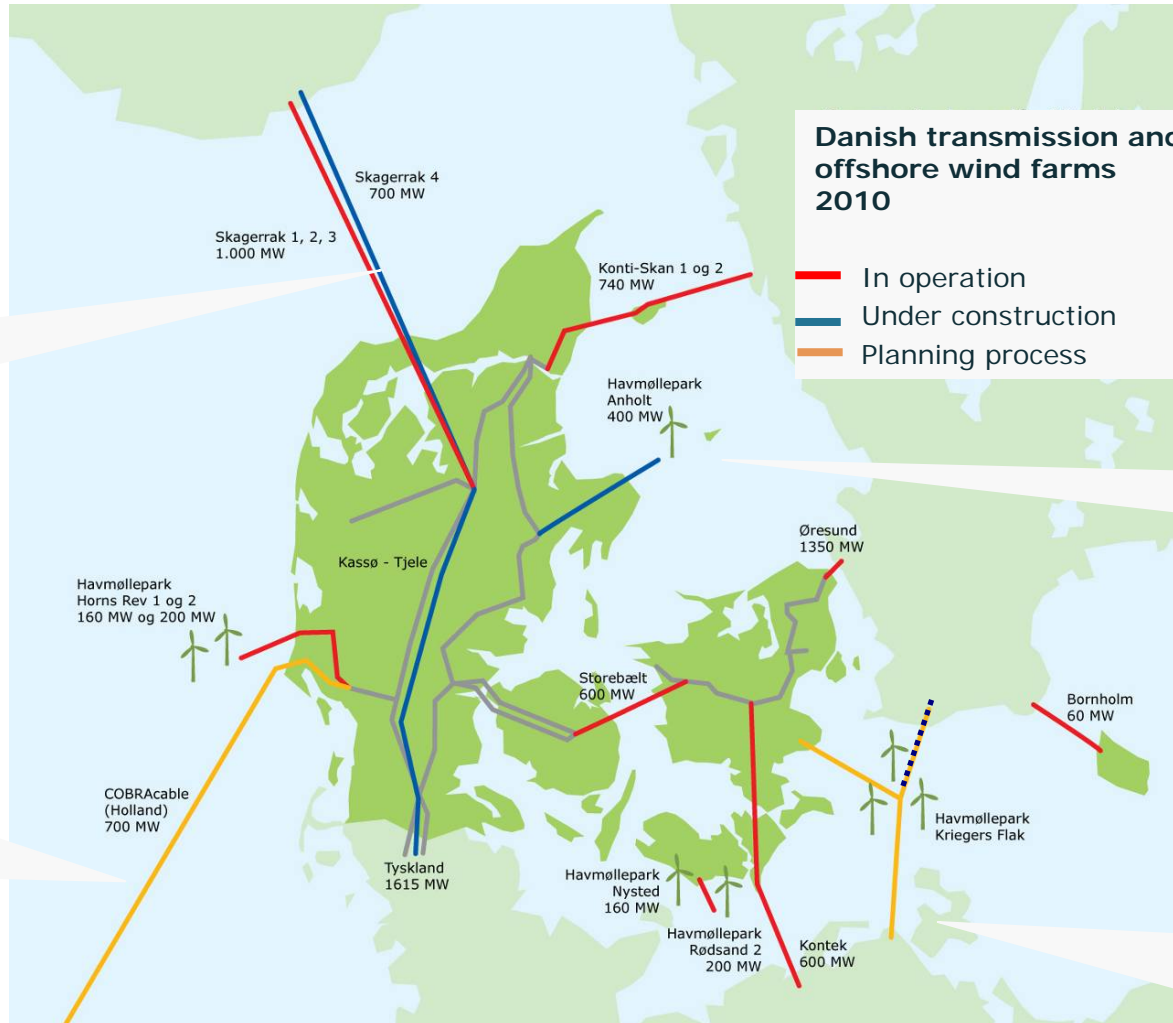 Danish transmission and
offshore wind farms
2010
In operation
Under construction
Planning process
Skagerrak 4
700 MW
Skagerrak 1, 2, 3
1.000 MW
Konti-Skan 1 og 2
740 MW
Havmøllepark
Anholt
400 MW
Øresund
1350 MW
Kassø - Tjele
Havmøllepark
Horns Rev 1 og 2
160 MW og 200 MW
Storebælt
600 MW
Bornholm
60 MW
COBRAcable
(Holland)
700 MW
Havmøllepark
Kriegers Flak
Tyskland
1615 MW
Havmøllepark
Nysted
160 MW
Havmøllepark
Rødsand 2
200 MW
Kontek
600 MW